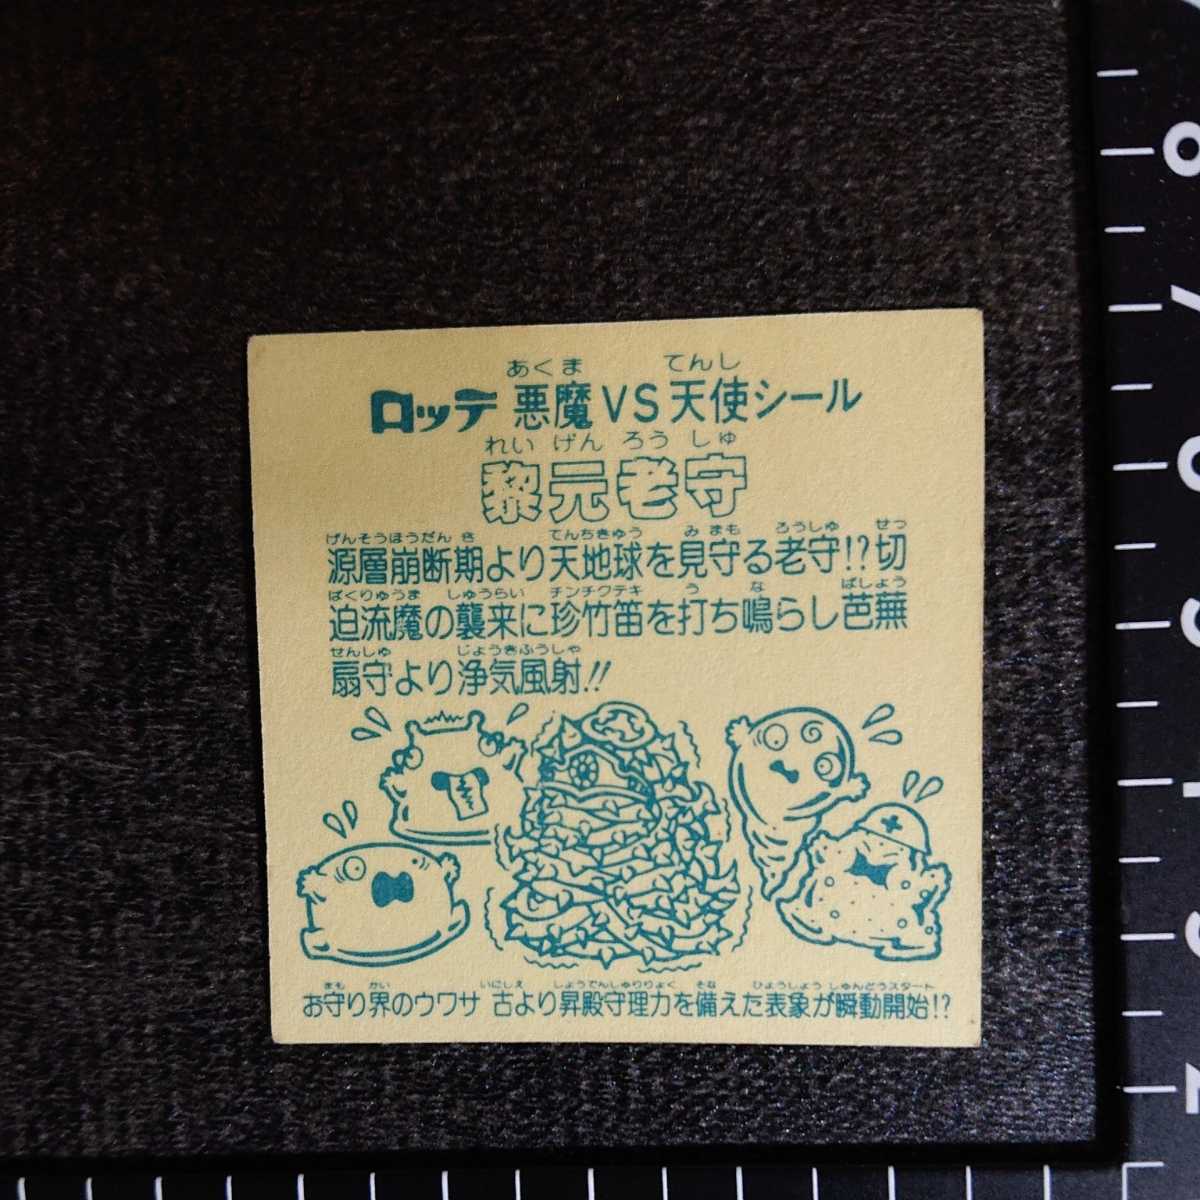 あくま てんし
ロッテ 悪魔VS天使シール
れい げん ろう しゅ
黎元老守
げんそうほうだん き てんちきゅう み まも ろうしゅ せっ
源層崩断期より天地球を見守る老守!?切
ばくりゅうま しゅうらい チンチクテキ う な ばしょう
迫流魔の襲来に珍竹笛を打ち鳴らし芭蕉
せんしゅ じょうきふうしゃ
扇守より浄気風射!!
まも かい いにしえ しょうでんしゅりりょく そな ひょうしょう しゅんどうスタート
お守り界のウワサ 古より昇殿守理力を備えた表象が瞬動開始!?